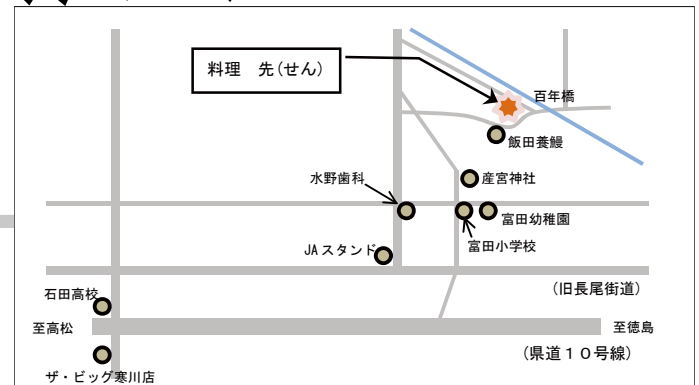 料理　先(せん)
百年橋
飯田養鰻
水野歯科
産宮神社
富田幼稚園
富田小学校
JAスタンド
(旧長尾街道)
石田高校
至高松
至徳島
(県道１０号線)
ザ・ビッグ寒川店